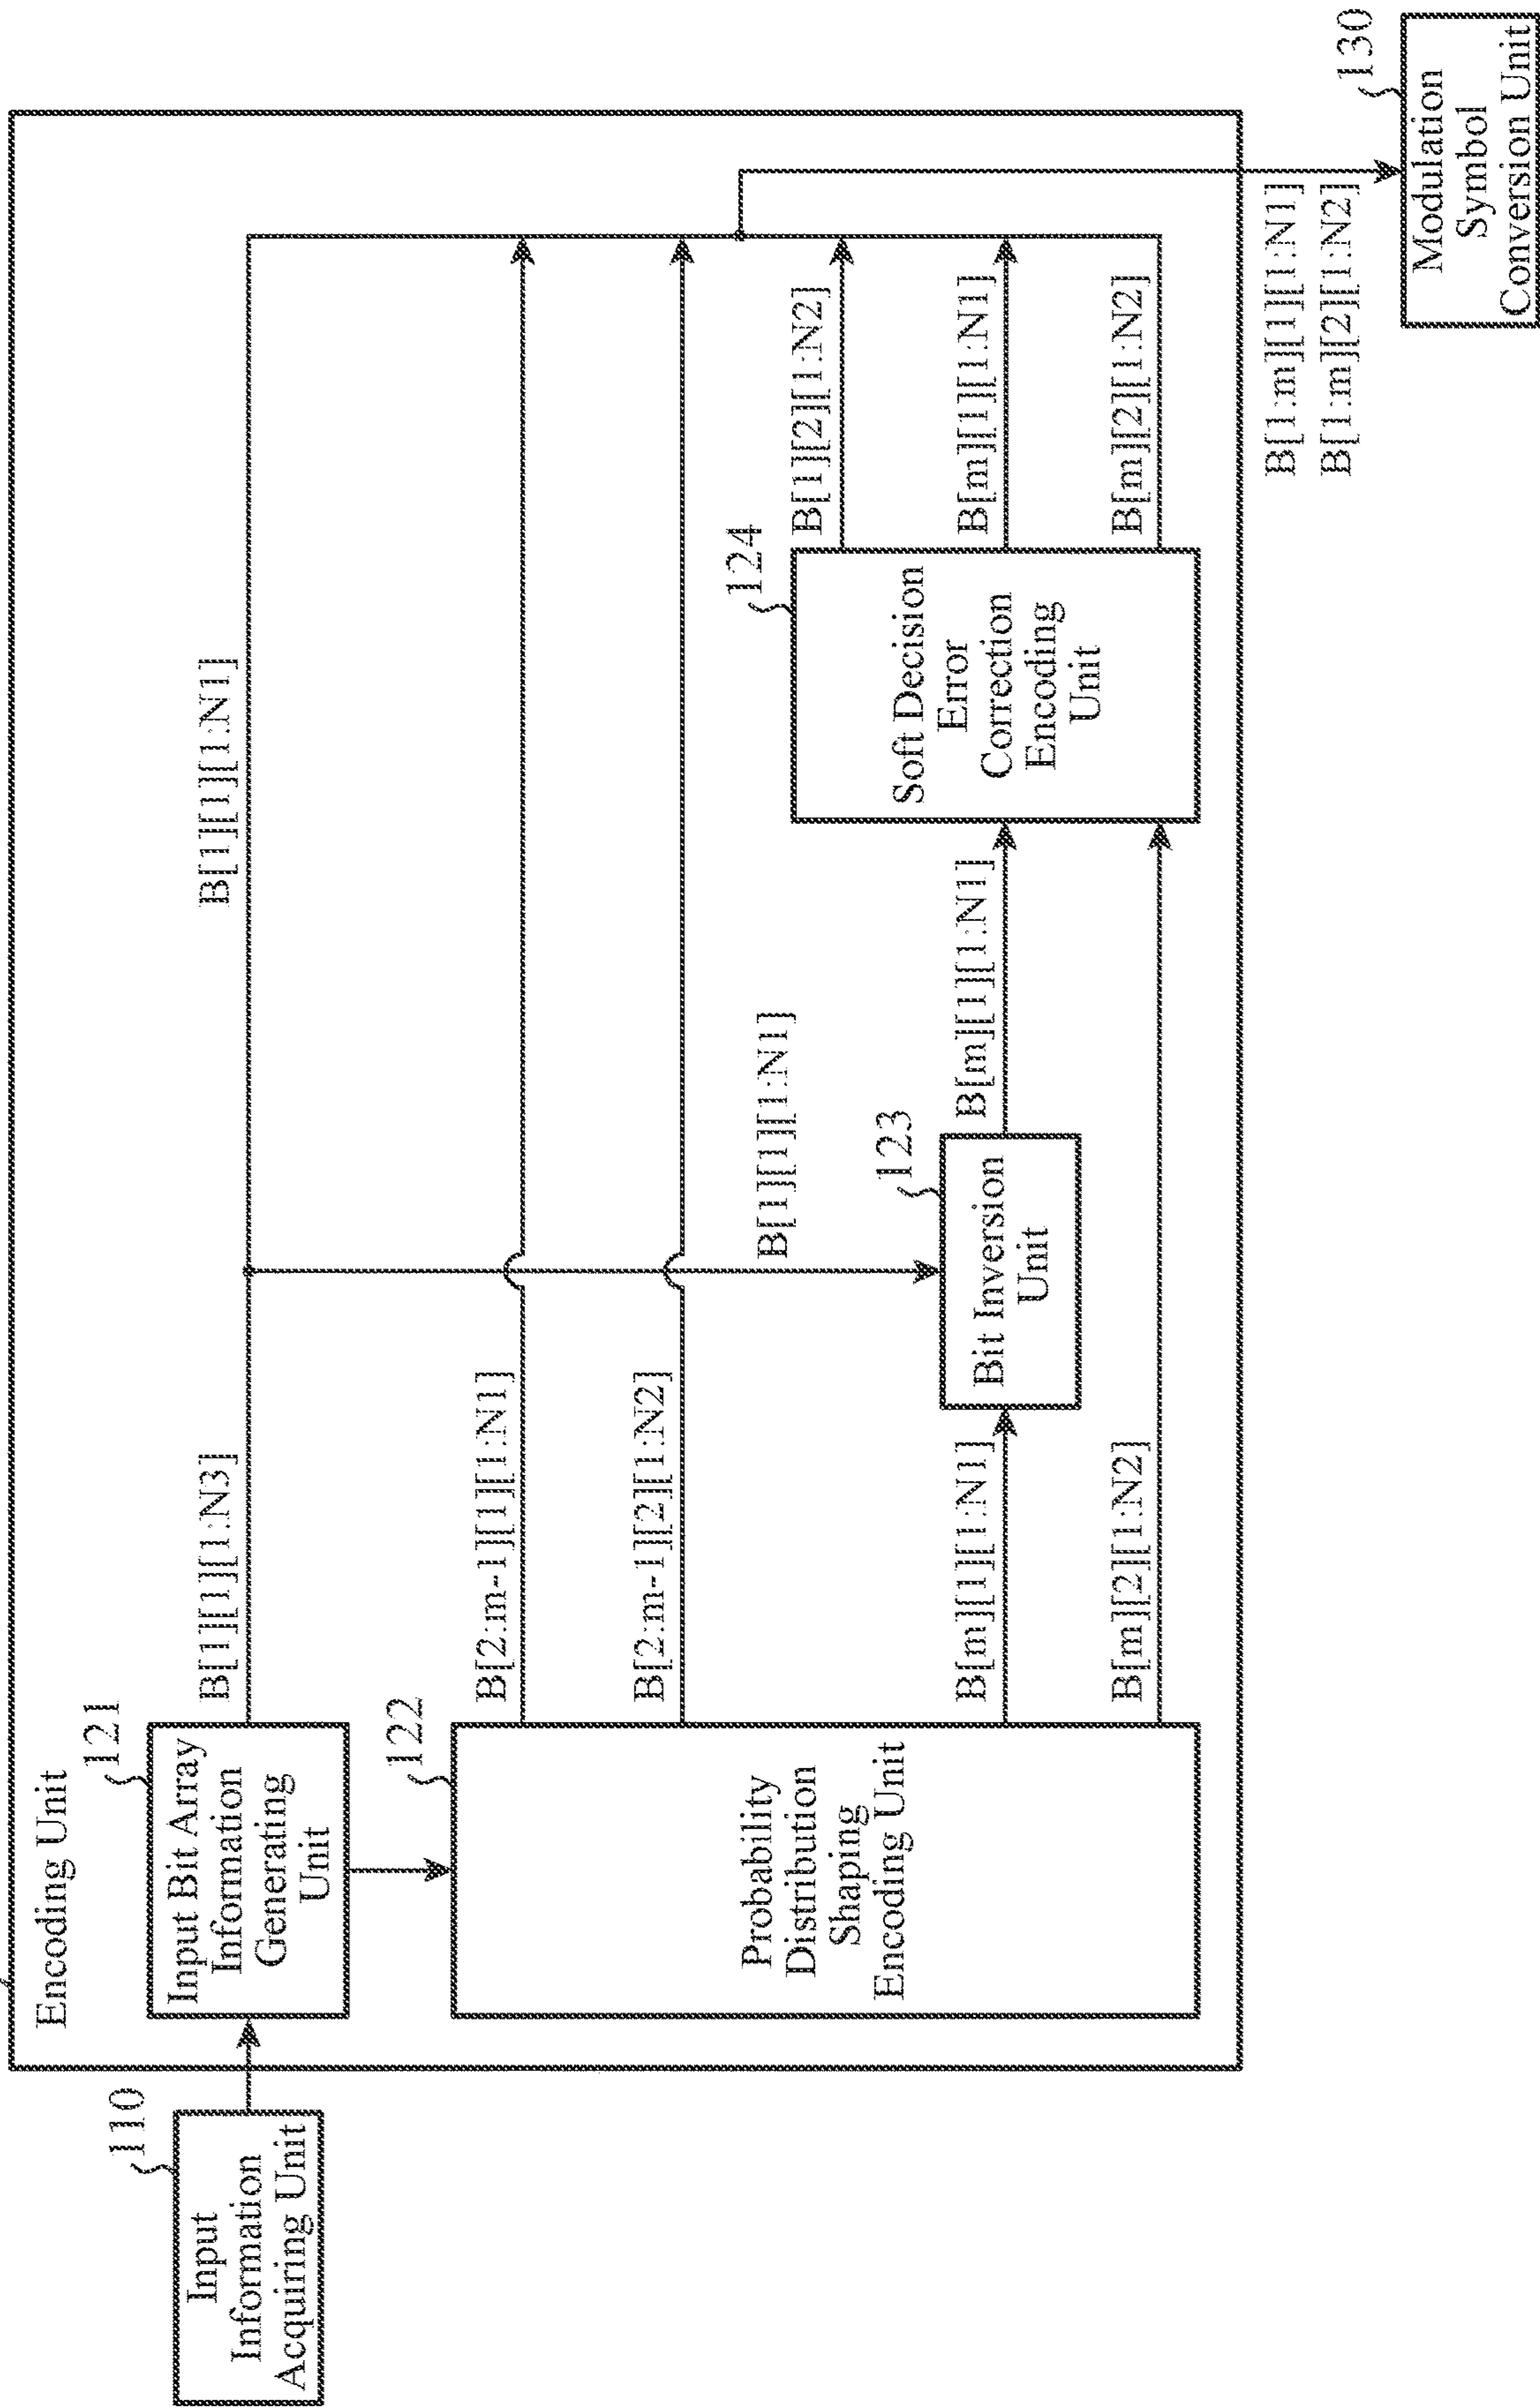 Encoding Unit
110
Input
Information
Acquiring Unit
121
Input Bit Array
Information
Generating
Unit
122
Probability
Distribution
Shaping
Encoding Unit
B[1][1][1:N3]
B[1][1][1:N1]
B[2:m-1][1][1:N1]
B[2:m-1][2][1:N2]
B[1][1][1:N1]
B[m][1][1:N1]
123
Bit Inversion
Unit
B[m][1][1:N1]
B[m][2][1:N2]
124
Soft Decision
Error
Correction
Encoding
Unit
B[1][2][1:N2]
B[m][1][1:N1]
B[m][2][1:N2]
B[1:m][1][1:N1]
B[1:m][2][1:N2]
130
Modulation
Symbol
Conversion Unit